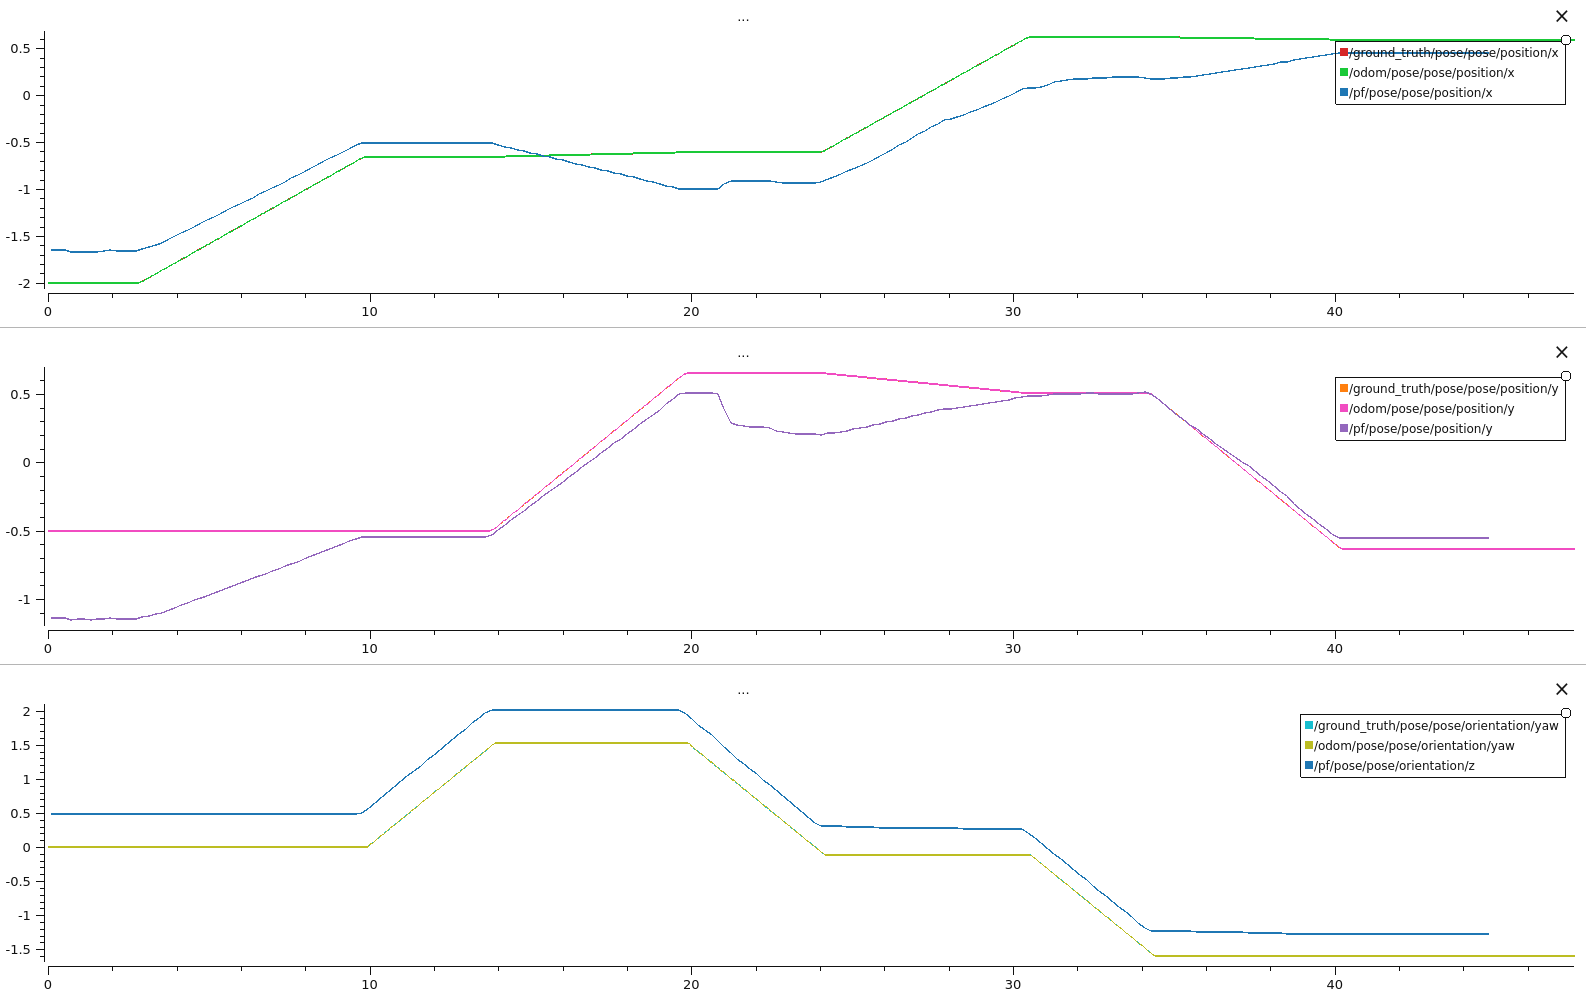 ...
0.5
0
-0.5
-1
-1.5
-2
0 10 20 30 40
/ground_truth/pose/pose/position/x
/odom/pose/pose/position/x
/pf/pose/pose/position/x
...
0.5
0
-0.5
-1
0 10 20 30 40
/ground_truth/pose/pose/position/y
/odom/pose/pose/position/y
/pf/pose/pose/position/y
...
2
1.5
1
0.5
0
-0.5
-1
-1.5
0 10 20 30 40
/ground_truth/pose/pose/orientation/yaw
/odom/pose/pose/orientation/yaw
/pf/pose/pose/orientation/z